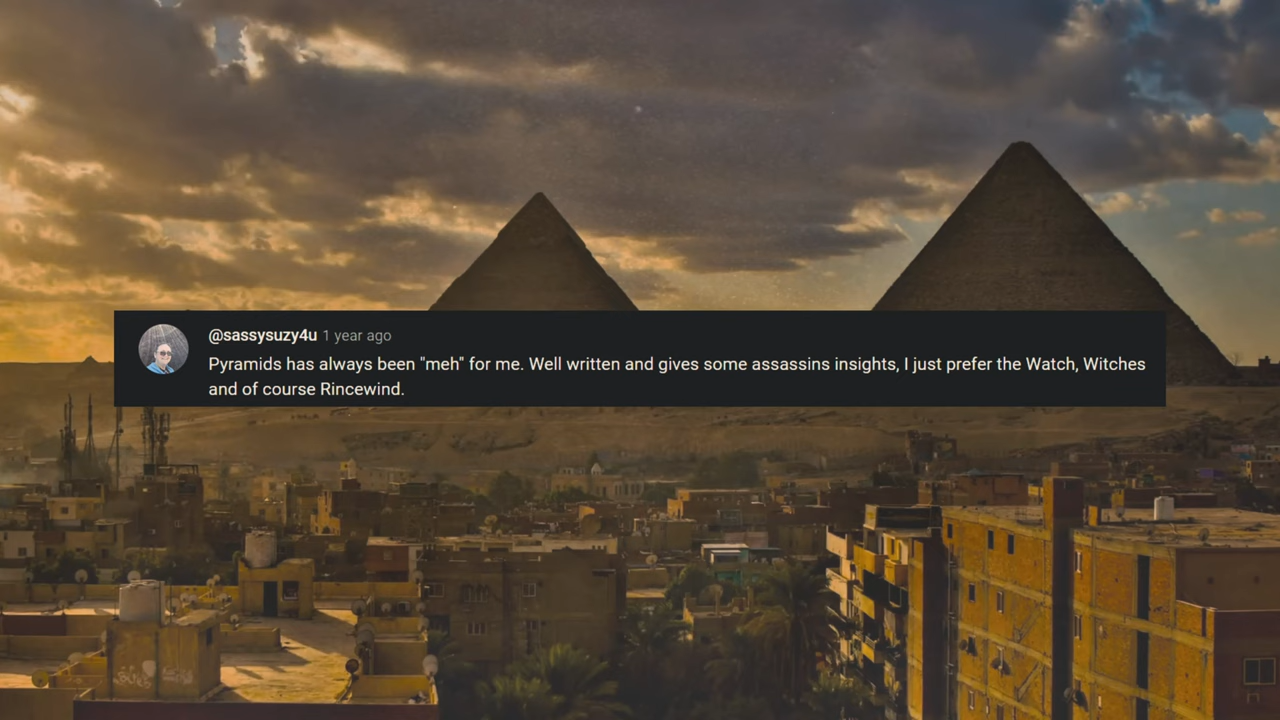 @sassysuzy4u 1 year ago
Pyramids has always been "meh" for me. Well written and gives some assassins insights, I just prefer the Watch, Witches
and of course Rincewind.